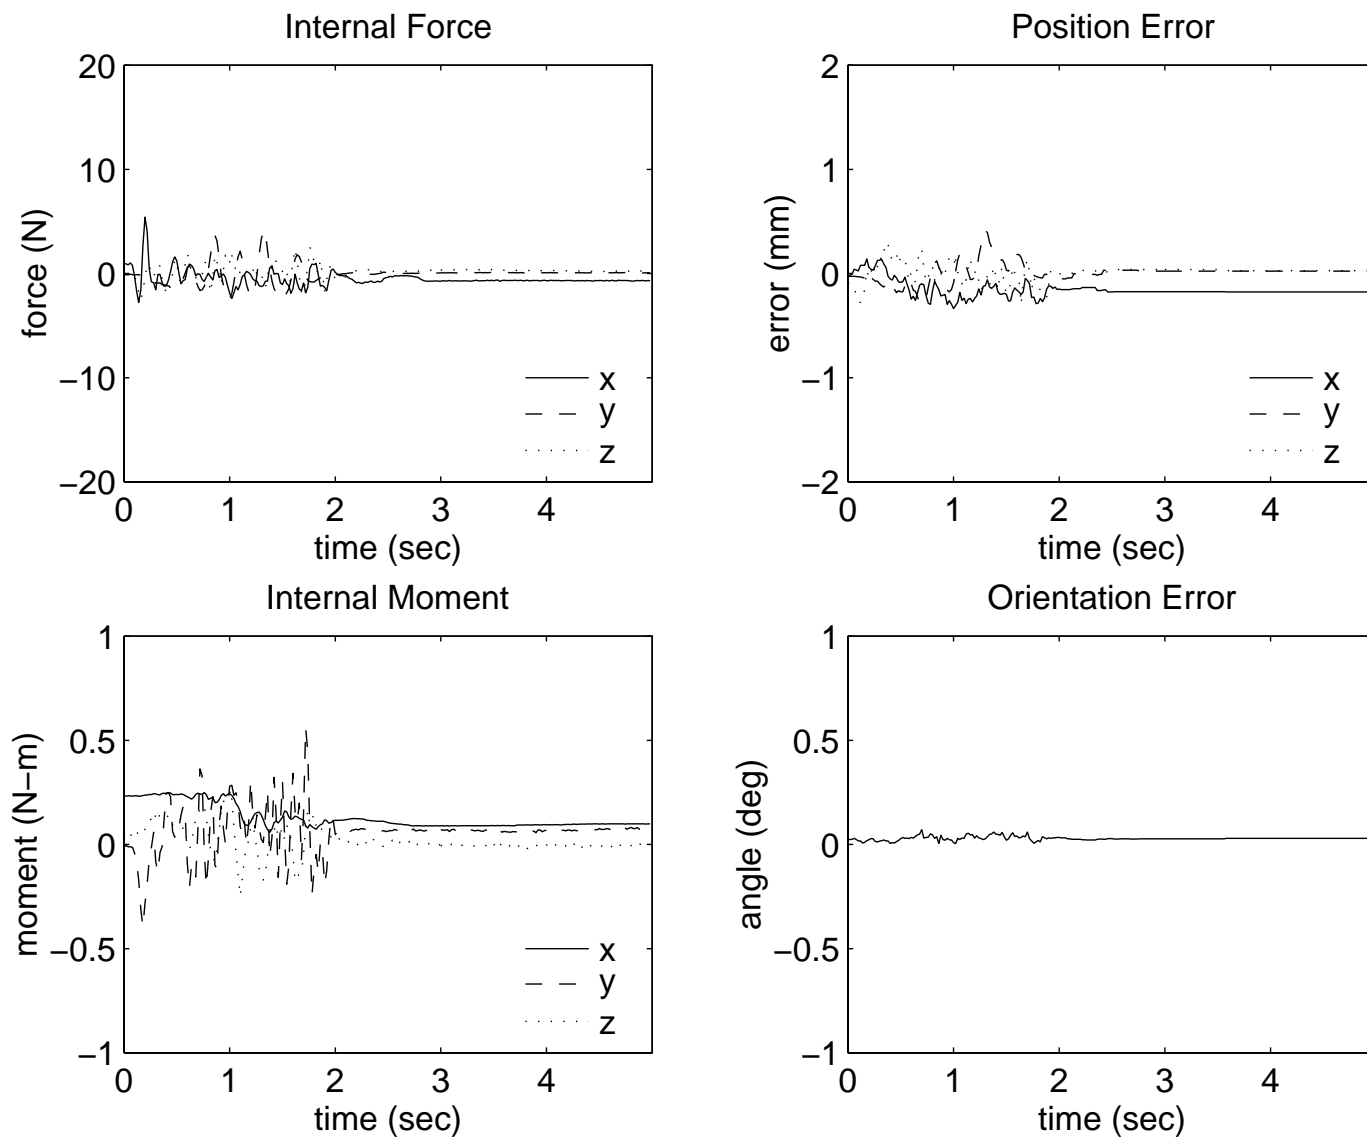 Internal Force
20
10
0
−10
−20
force (N)
x
y
z
0 1 2 3 4
time (sec)
Position Error
2
1
0
−1
−2
error (mm)
x
y
z
0 1 2 3 4
time (sec)
Internal Moment
1
0.5
0
−0.5
−1
moment (N−m)
x
y
z
0 1 2 3 4
time (sec)
Orientation Error
1
0.5
0
−0.5
−1
angle (deg)
0 1 2 3 4
time (sec)